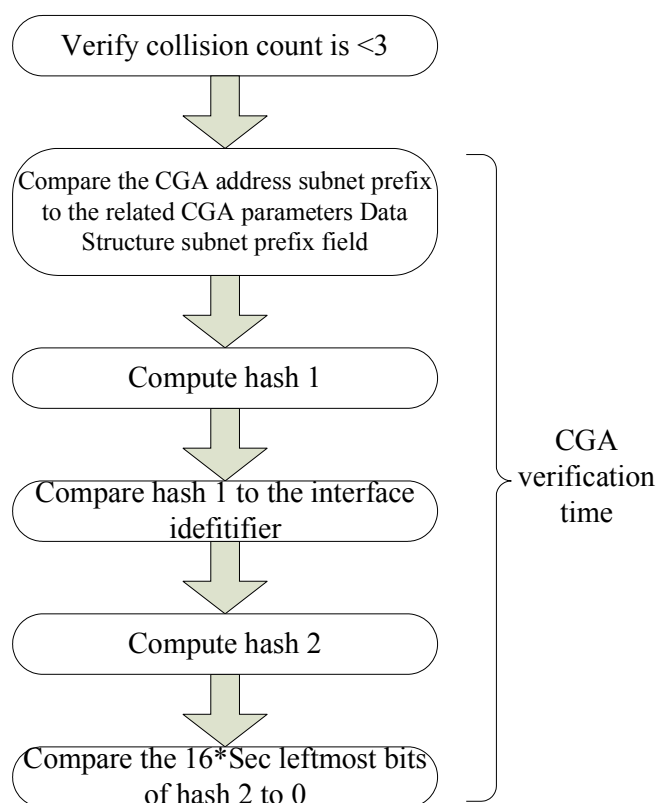 Verify collision count is <3
Compare the CGA address subnet prefix
to the related CGA parameters Data
Structure subnet prefix field
Compute hash 1
Compare hash 1 to the interface
idefitifier
Compute hash 2
Compare the 16*Sec leftmost bits
of hash 2 to 0
CGA
verification
time